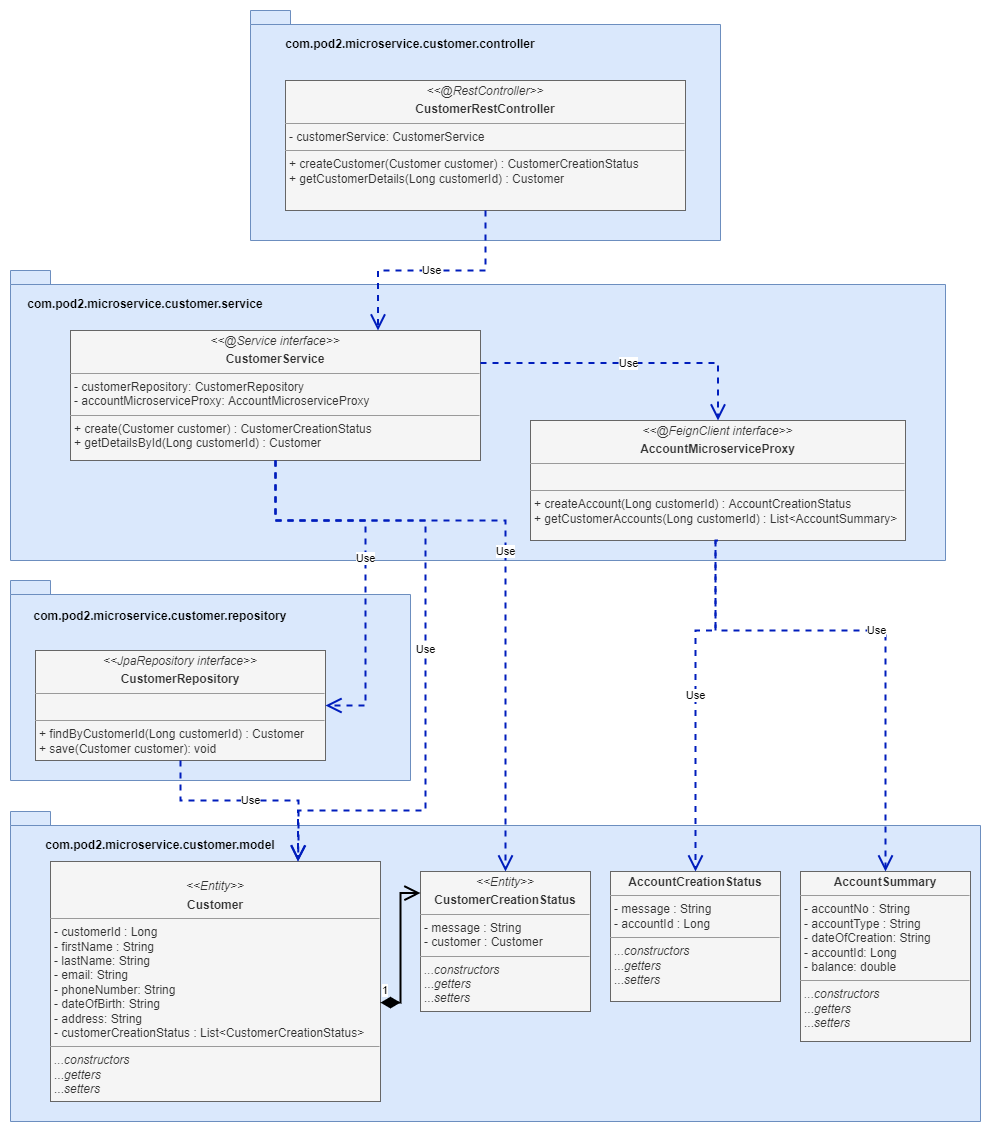 com.pod2.microservice.customer.controller
<<@RestController>>
CustomerRestController
- customerService: CustomerService
+ createCustomer(Customer customer) : CustomerCreationStatus
+ getCustomerDetails(Long customerId) : Customer
Use
com.pod2.microservice.customer.service
<<@Service interface>>
CustomerService
- customerRepository: CustomerRepository
- accountMicroserviceProxy: AccountMicroserviceProxy
+ create(Customer customer) : CustomerCreationStatus
+ getDetailsById(Long customerId) : Customer
Use
<<@FeignClient interface>>
AccountMicroserviceProxy
+ createAccount(Long customerId) : AccountCreationStatus
+ getCustomerAccounts(Long customerId) : List<AccountSummary>
Use
Use
com.pod2.microservice.customer.repository
<<JpaRepository interface>>
CustomerRepository
+ findByCustomerId(Long customerId) : Customer
+ save(Customer customer): void
Use
Use
Use
Use
com.pod2.microservice.customer.model
<<Entity>>
Customer
- customerId : Long
- firstName : String
- lastName : String
- email: String
- phoneNumber: String
- dateOfBirth: String
- address: String
- customerCreationStatus : List<CustomerCreationStatus>
...constructors
...getters
...setters
1
<<Entity>>
CustomerCreationStatus
- message : String
- customer : Customer
...constructors
...getters
...setters
AccountCreationStatus
- message : String
- accountId : Long
...constructors
...getters
...setters
AccountSummary
- accountNo : String
- accountType : String
- dateOfCreation: String
- accountId: Long
- balance: double
...constructors
...getters
...setters